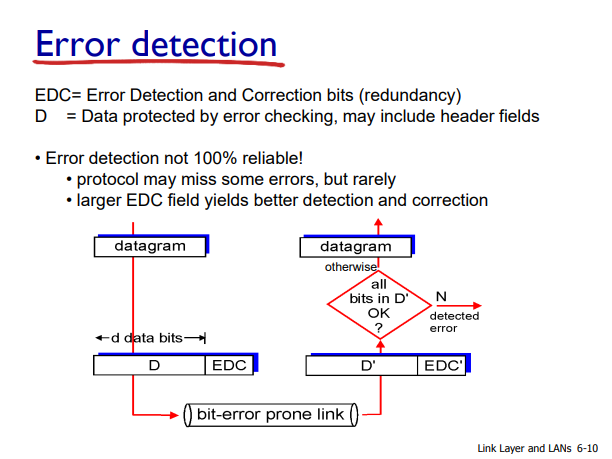 Error detection
EDC= Error Detection and Correction bits (redundancy)
D = Data protected by error checking, may include header fields
• Error detection not 100% reliable!
• protocol may miss some errors, but rarely
• larger EDC field yields better detection and correction
datagram
datagram
otherwise
all
bits in D'
OK
?
N
detected
error
d data bits
D
EDC
D'
EDC'
bit-error prone link
Link Layer and LANs 6-10